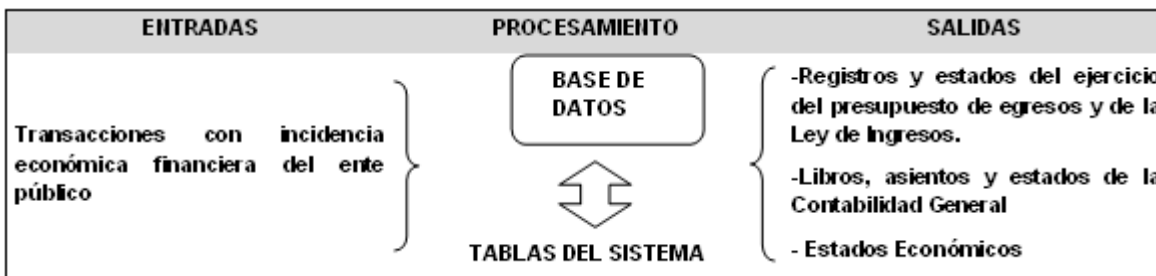 ENTRADAS
PROCESAMIENTO
SALIDAS
Transacciones con incidencia
económica financiera del ente
público
BASE DE
DATOS
TABLAS DEL SISTEMA
-Registros y estados del ejercicio
del presupuesto de egresos y de la
Ley de Ingresos.
-Libros, asientos y estados de la
Contabilidad General
- Estados Económicos